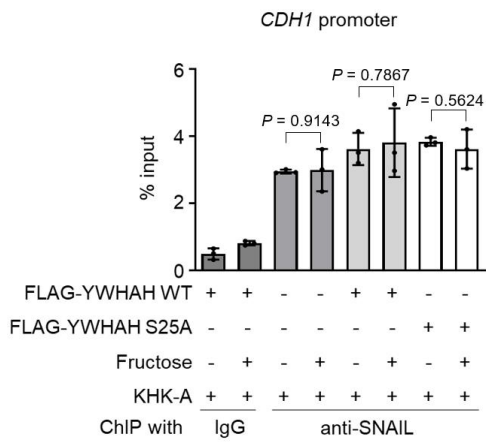 CDH1 promoter
6
P = 0.7867
P = 0.5624
P = 0.9143
4
% input
2
0
FLAG-YWHAH WT + + - - + + - -
FLAG-YWHAH S25A - - - - - - + +
Fructose - + - + - + - +
KHK-A + + + + + + + +
ChIP with IgG anti-SNAIL